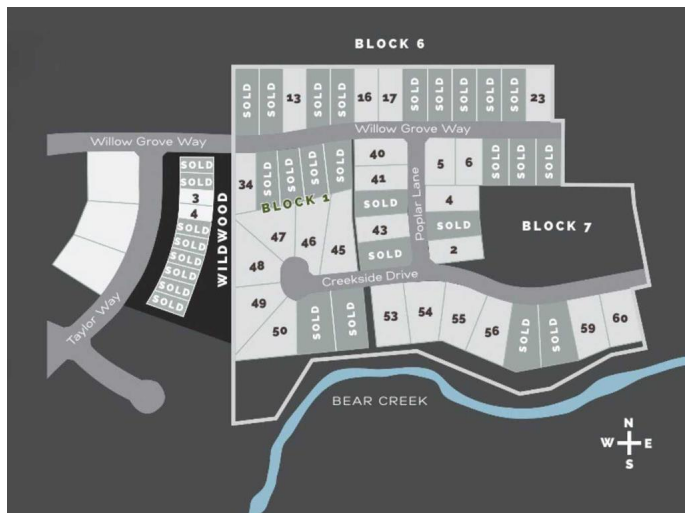 BLOCK 6
SOLD
SOLD
13
SOLD
SOLD
16
17
SOLD
SOLD
SOLD
SOLD
SOLD
23
Willow Grove Way
Willow Grove Way
SOLD
SOLD
3
4
SOLD
SOLD
SOLD
SOLD
SOLD
SOLD
WILDWOOD
34
SOLD
SOLD
SOLD
SOLD
BLOCK 1
40
41
SOLD
43
SOLD
Poplar Lane
5
6
SOLD
SOLD
SOLD
4
SOLD
2
BLOCK 7
47
46
45
48
49
50
Creekside Drive
SOLD
SOLD
53
54
55
56
SOLD
SOLD
59
60
Taylor Way
BEAR CREEK
N
W
E
S